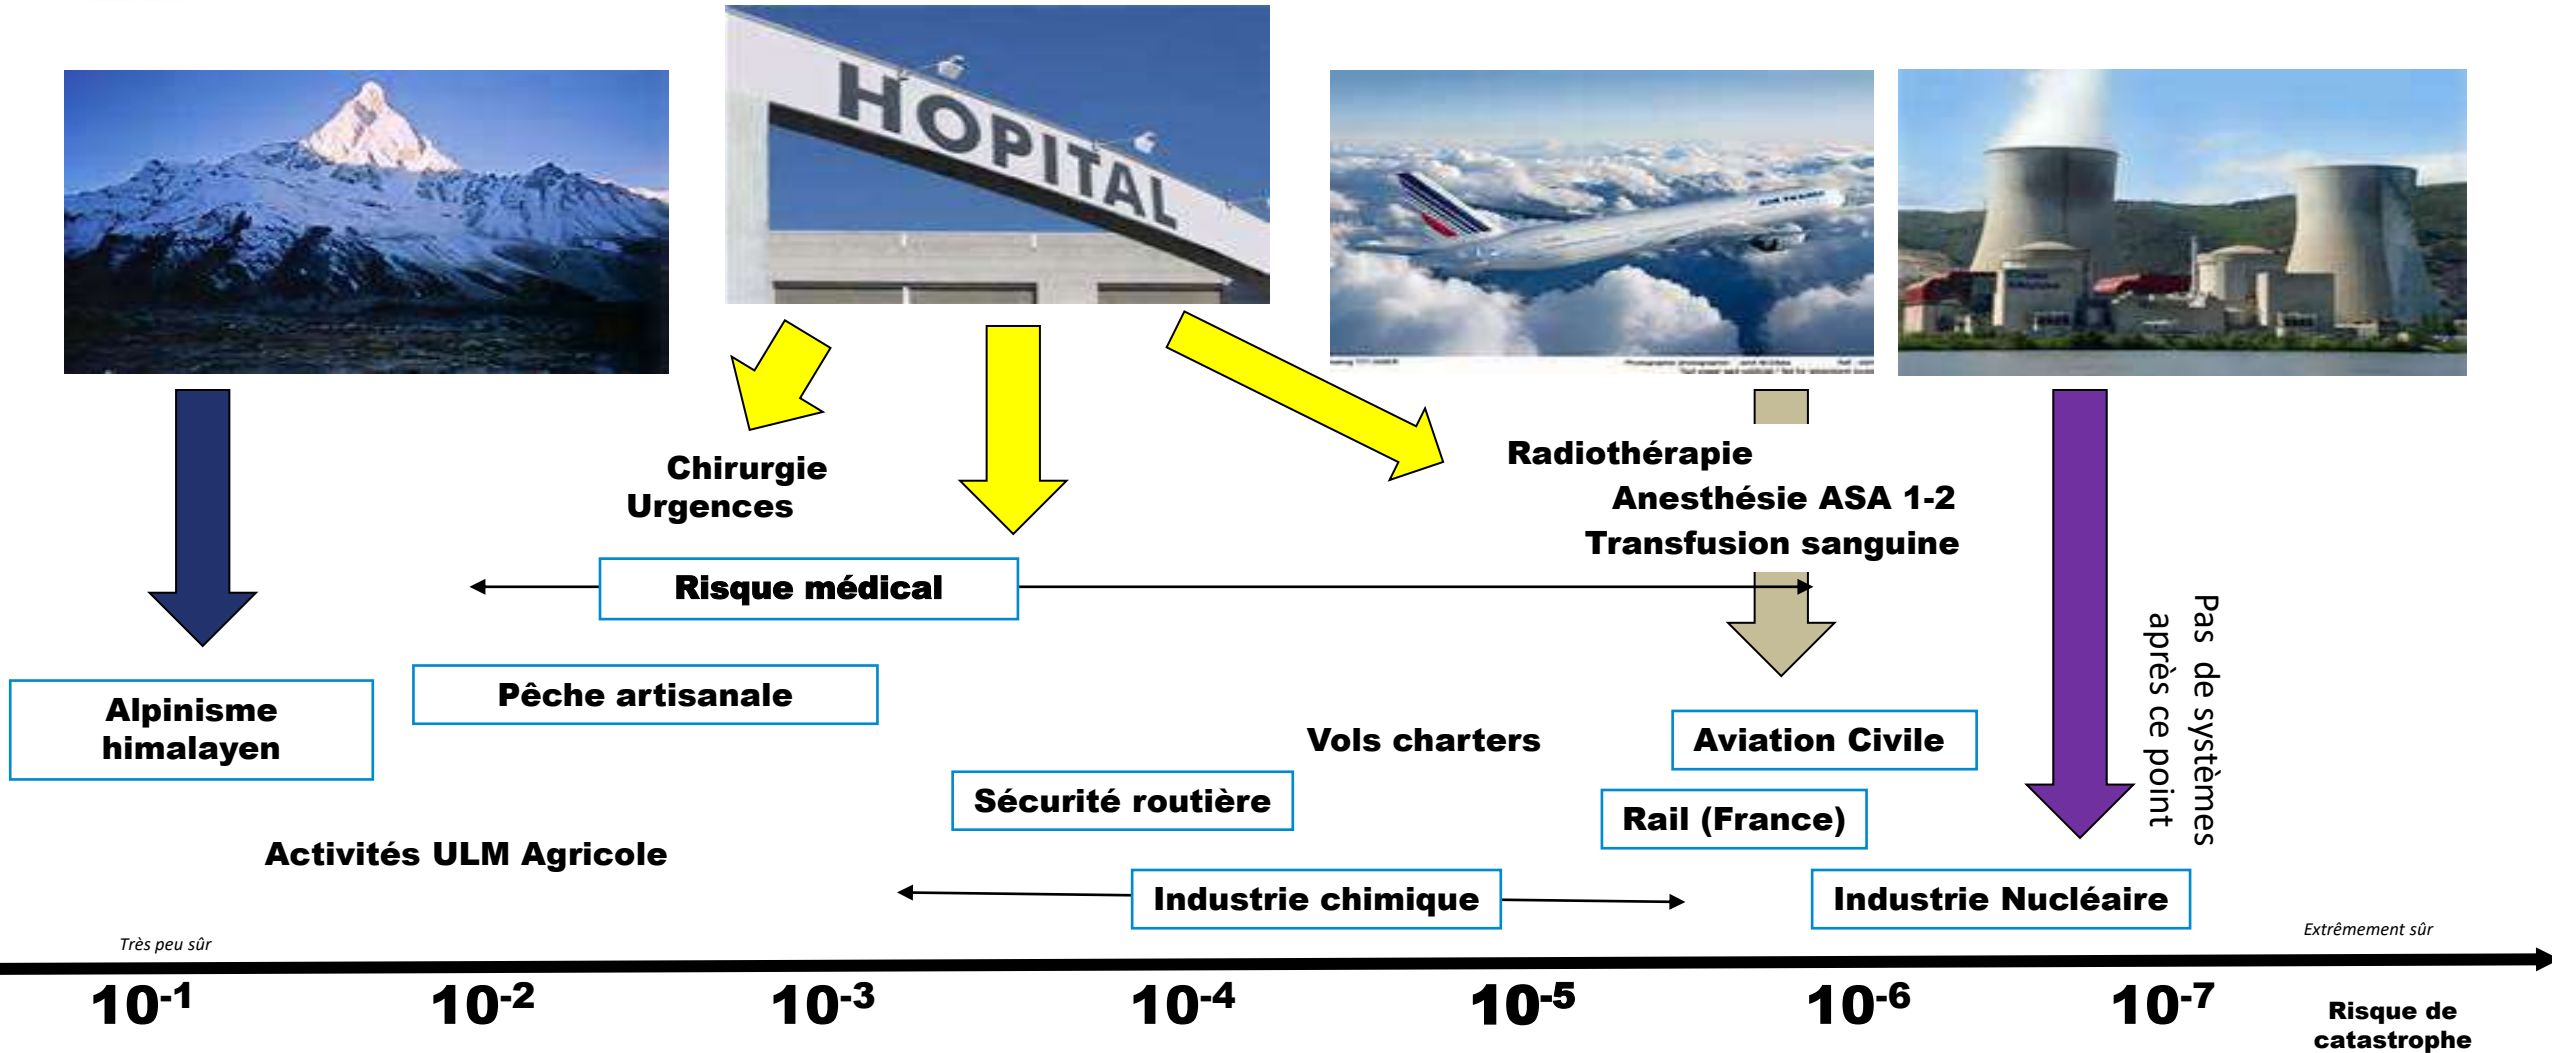 HOPITAL
AIR FRANCE
Chirurgie
Urgences
Radiothérapie
Anesthésie ASA 1-2
Transfusion sanguine
Risque médical
Pas de systèmes
après ce point
Alpinisme
himalayen
Pêche artisanale
Vols charters
Aviation Civile
Sécurité routière
Rail (France)
Activités ULM Agricole
Industrie chimique
Industrie Nucléaire
Très peu sûr
Extrêmement sûr
10-1 10-2 10-3 10-4 10-5 10-6 10-7
Risque de
catastrophe